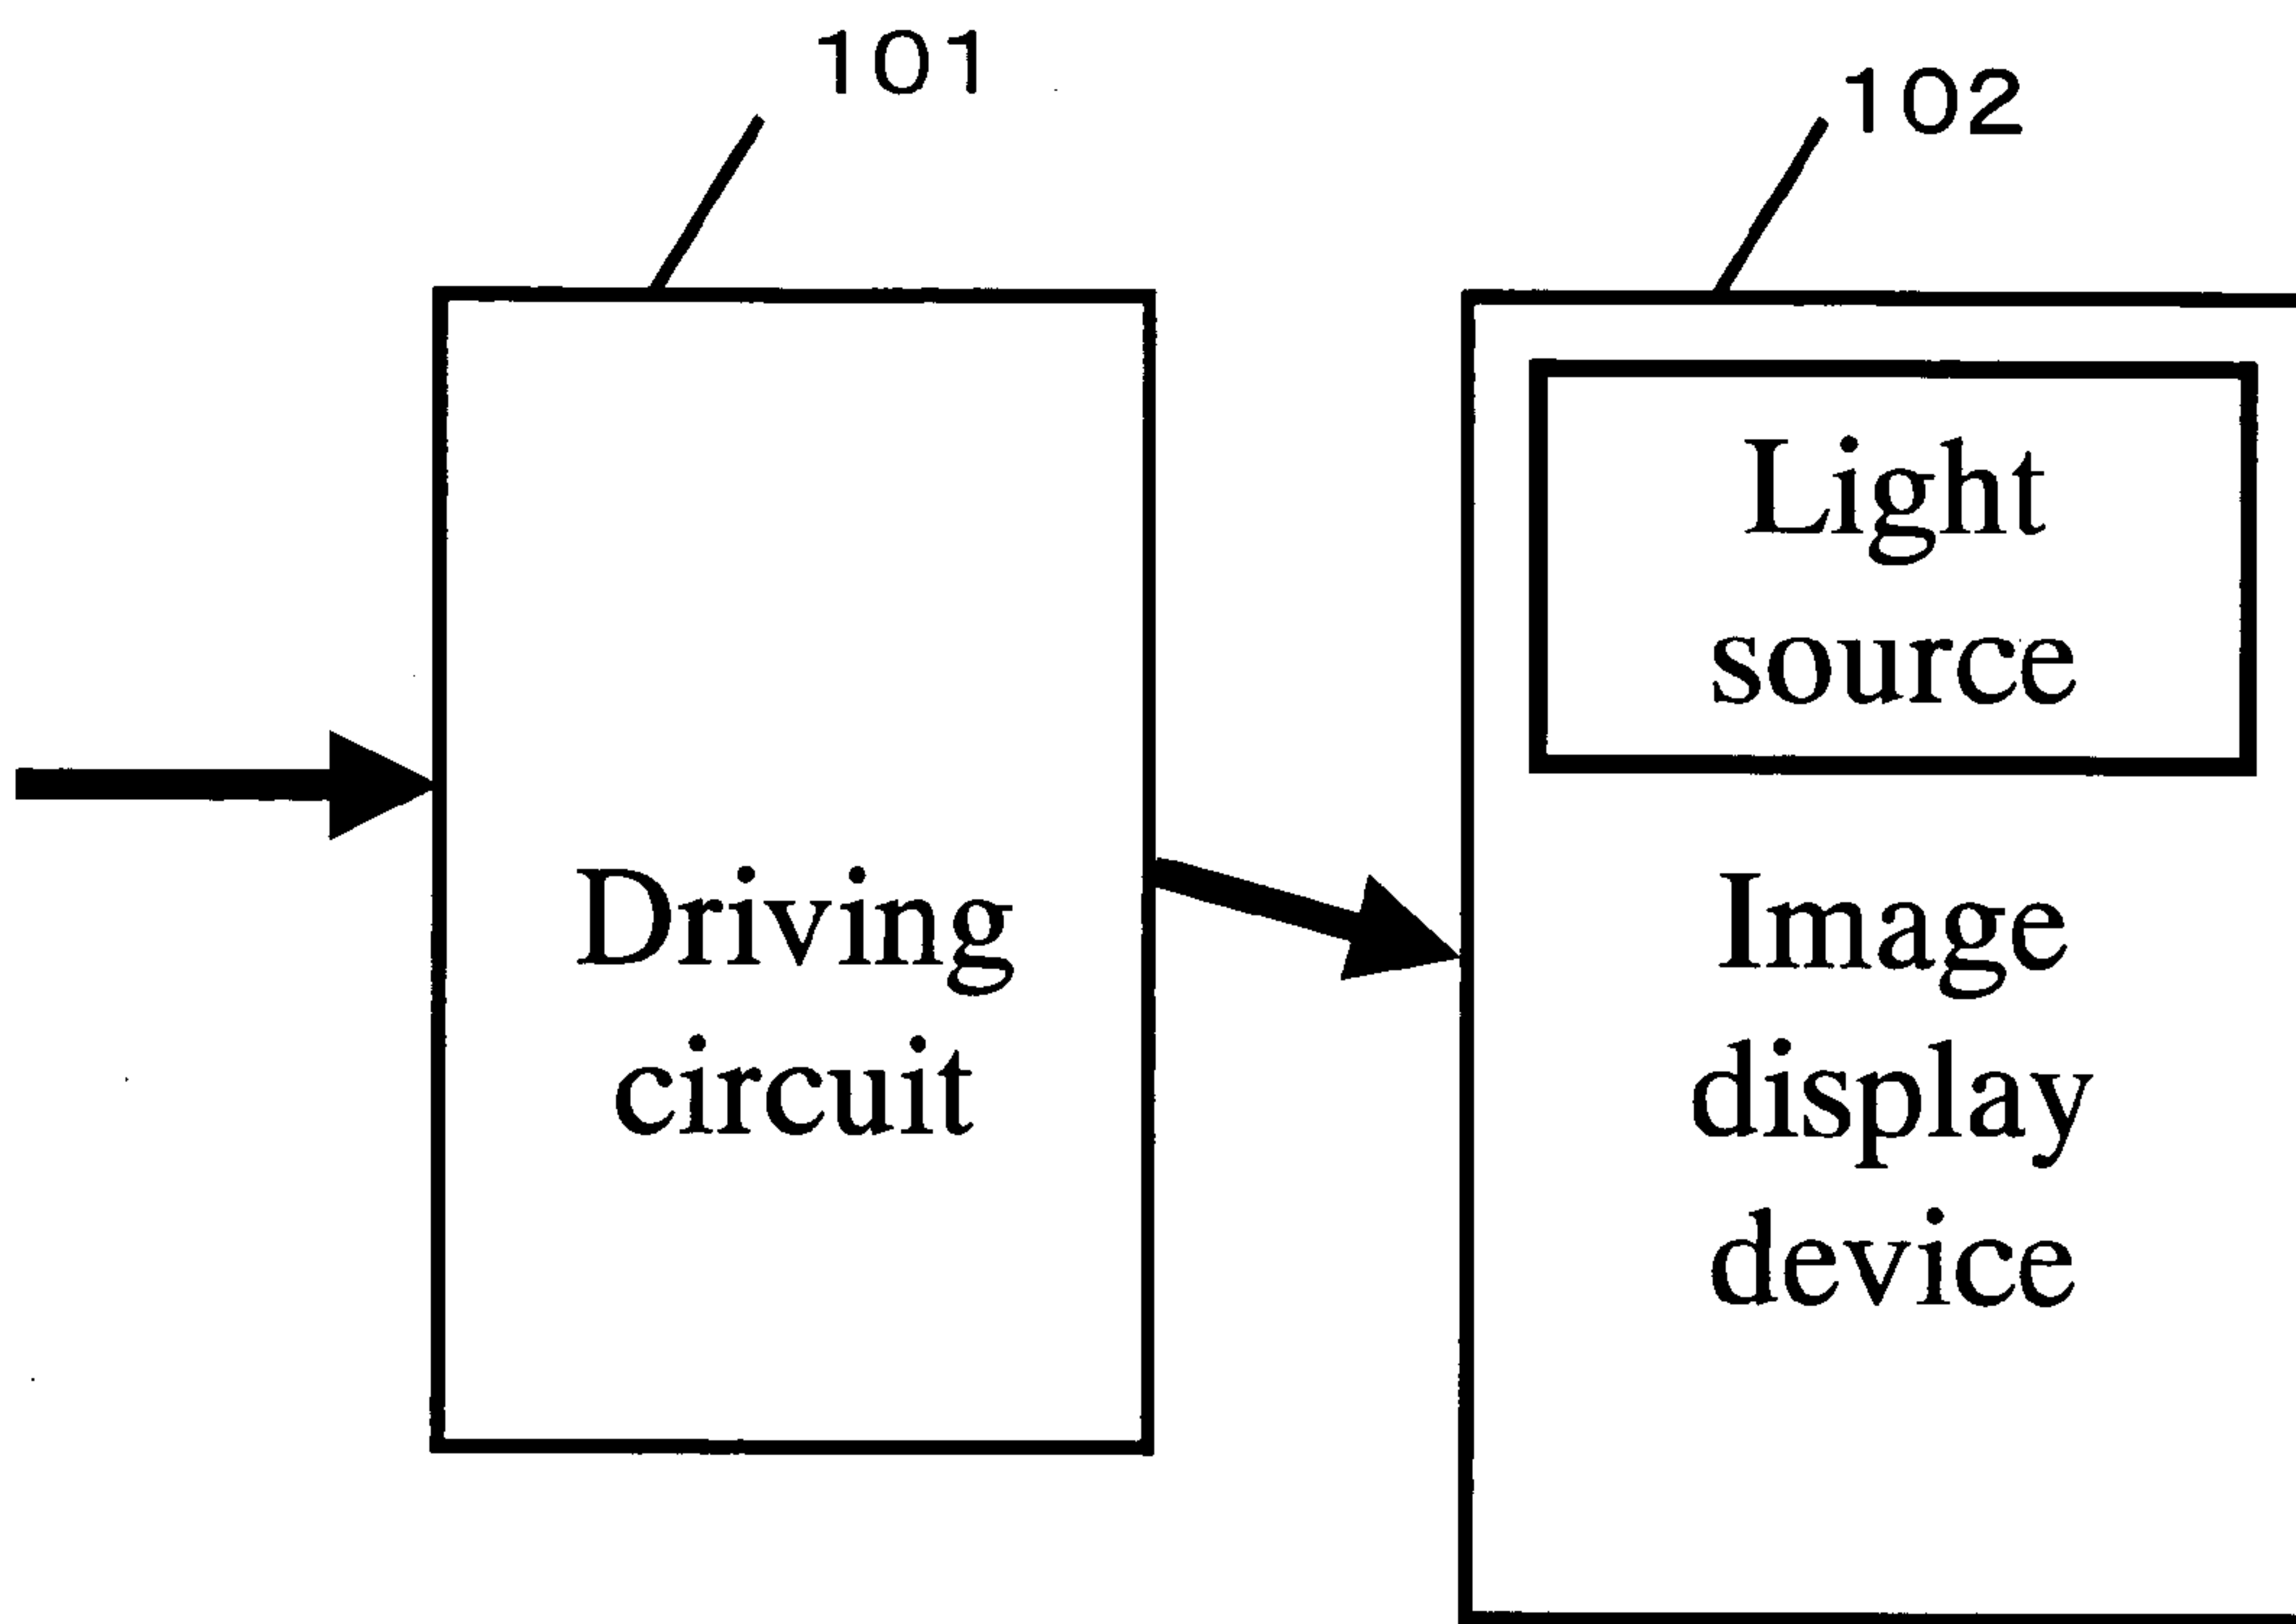 101
102
Light
source
Driving
circuit
Image
display
device